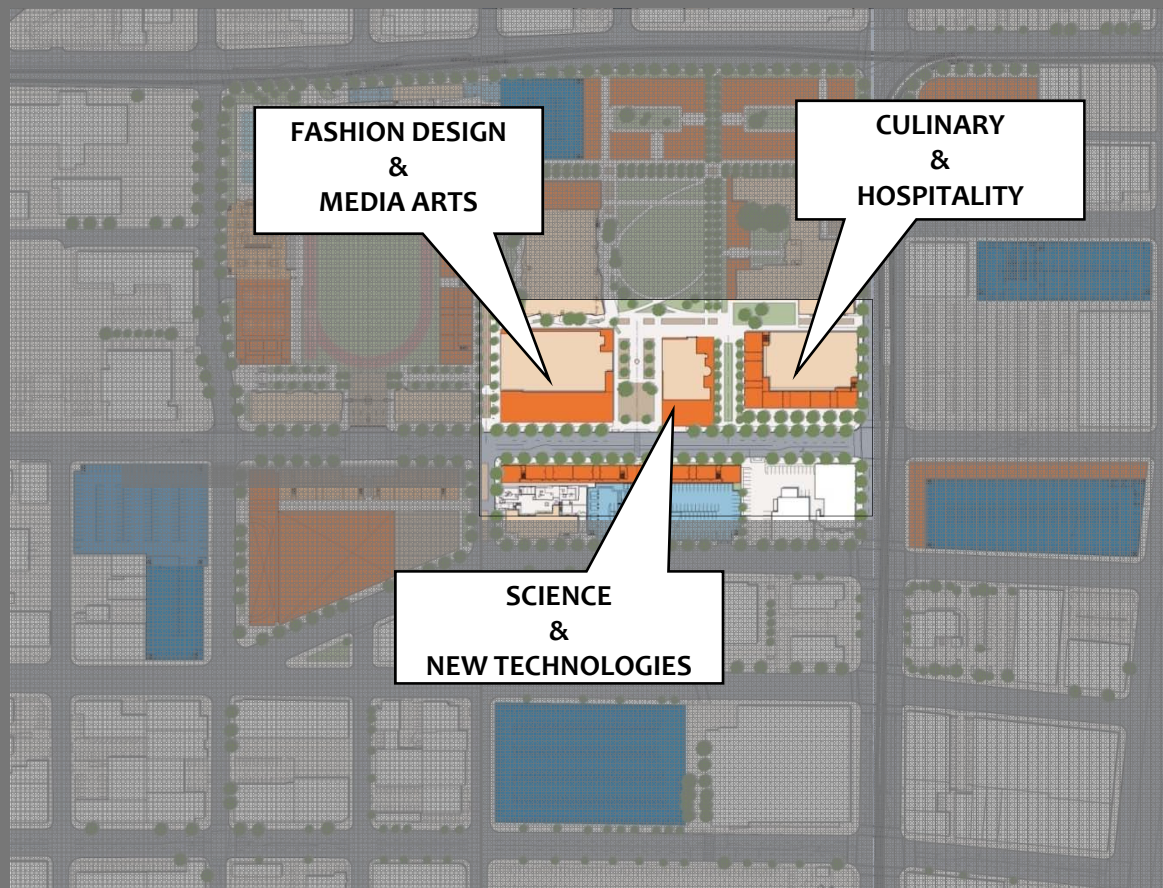 FASHION DESIGN
&
MEDIA ARTS
CULINARY
&
HOSPITALITY
SCIENCE
&
NEW TECHNOLOGIES